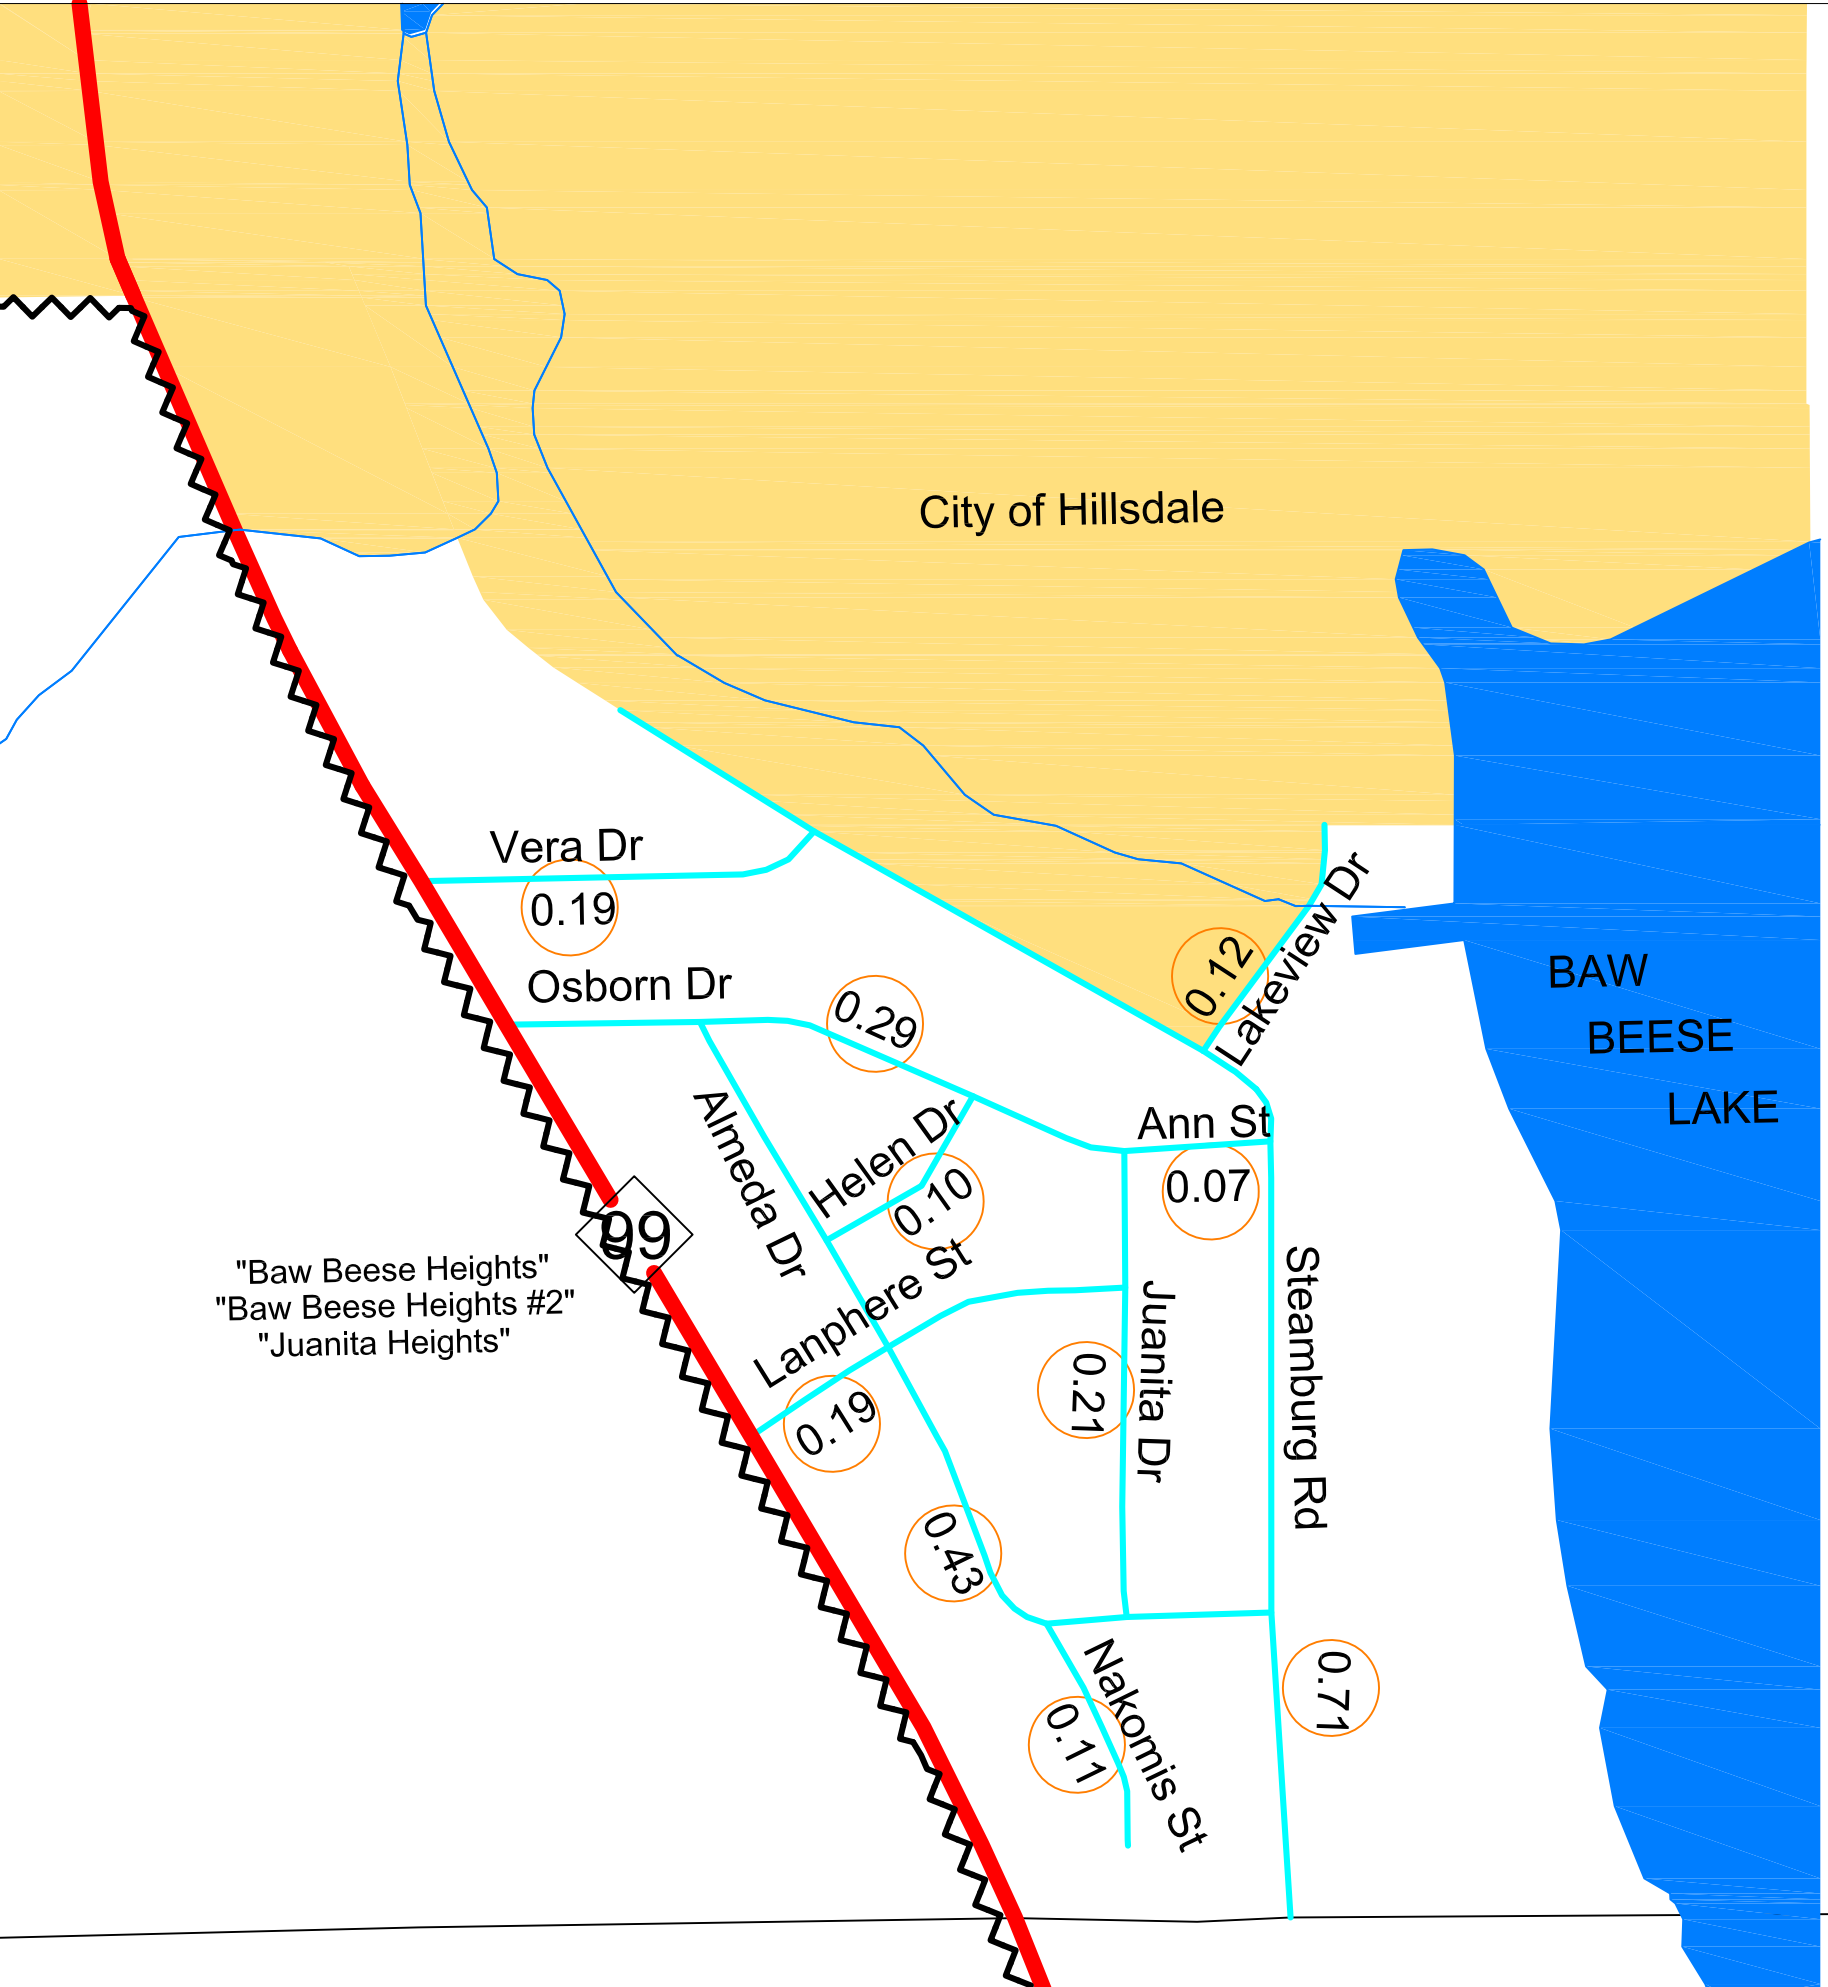 City of Hillsdale
Vera Dr
0.19
Lakeview Dr
0.12
BAW
BEESE
LAKE
Osborn Dr
0.29
Ann St
0.07
Almeda Dr
Helen Dr
0.10
99
"Baw Beese Heights"
"Baw Beese Heights #2"
"Juanita Heights"
Lanphere St
0.19
Juanita Dr
0.21
Steamburg Rd
0.43
0.71
Nakomis St
0.11